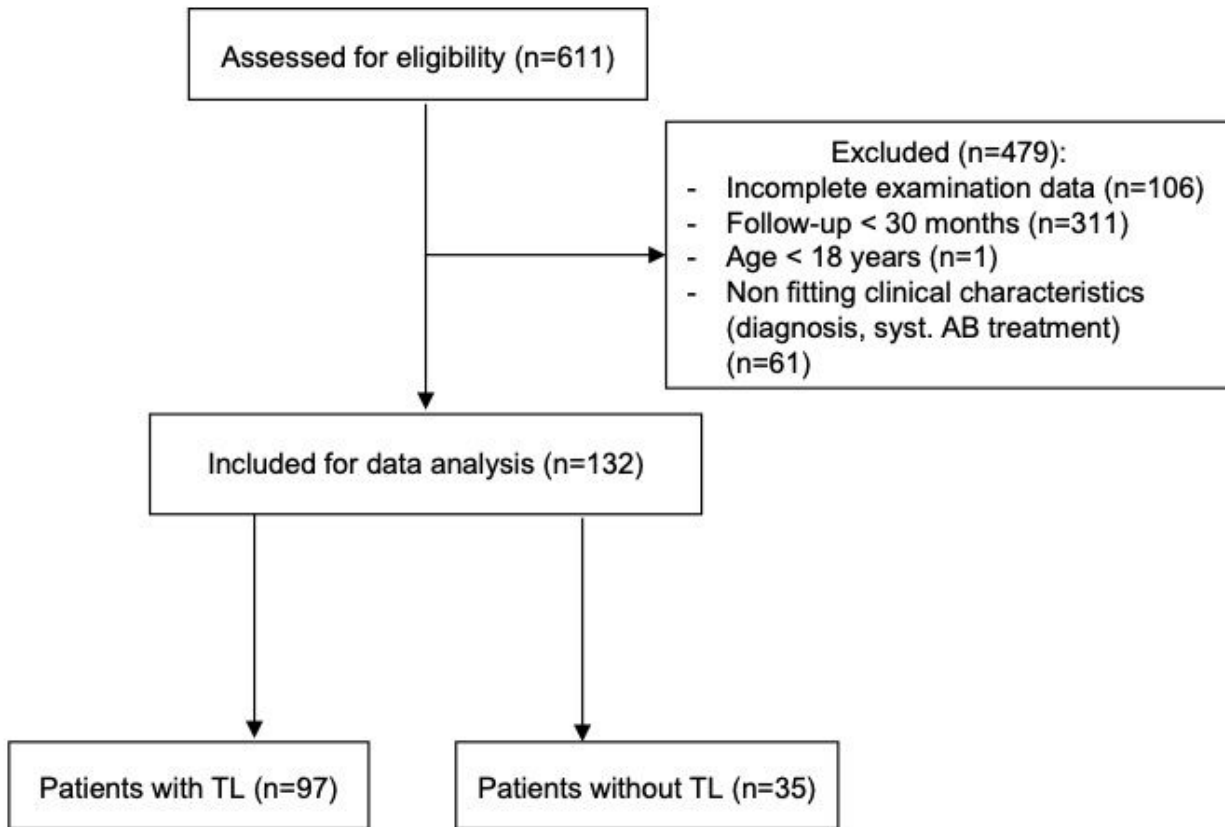 Assessed for eligibility (n=611)
Excluded (n=479):
- Incomplete examination data (n=106)
- Follow-up < 30 months (n=311)
- Age < 18 years (n=1)
- Non fitting clinical characteristics
(diagnosis, syst. AB treatment)
(n=61)
Included for data analysis (n=132)
Patients with TL (n=97)
Patients without TL (n=35)